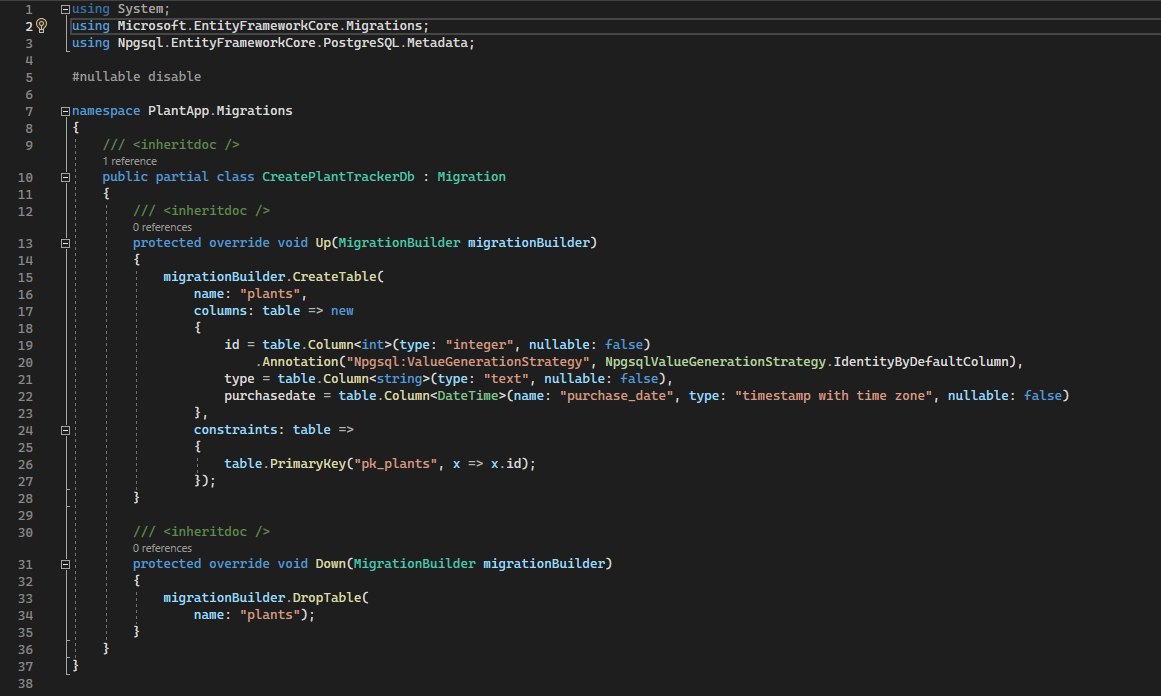 1 using System;
2 using Microsoft.EntityFrameworkCore.Migrations;
3 using Npgsql.EntityFrameworkCore.PostgreSQL.Metadata;
4
5 #nullable disable
6
7 namespace PlantApp.Migrations
8 {
9 /// <inheritdoc />
1 reference
10 public partial class CreatePlantTrackerDb : Migration
11 {
12 /// <inheritdoc />
0 references
13 protected override void Up(MigrationBuilder migrationBuilder)
14 {
15 migrationBuilder.CreateTable(
16 name: "plants",
17 columns: table => new
18 {
19 id = table.Column<int>(type: "integer", nullable: false)
20 .Annotation("Npgsql:ValueGenerationStrategy", NpgsqlValueGenerationStrategy.IdentityByDefaultColumn),
21 type = table.Column<string>(type: "text", nullable: false),
22 purchasedate = table.Column<DateTime>(name: "purchase_date", type: "timestamp with time zone", nullable: false)
23 },
24 constraints: table =>
25 {
26 table.PrimaryKey("pk_plants", x => x.id);
27 });
28 }
29
30 /// <inheritdoc />
0 references
31 protected override void Down(MigrationBuilder migrationBuilder)
32 {
33 migrationBuilder.DropTable(
34 name: "plants");
35 }
36 }
37 }
38